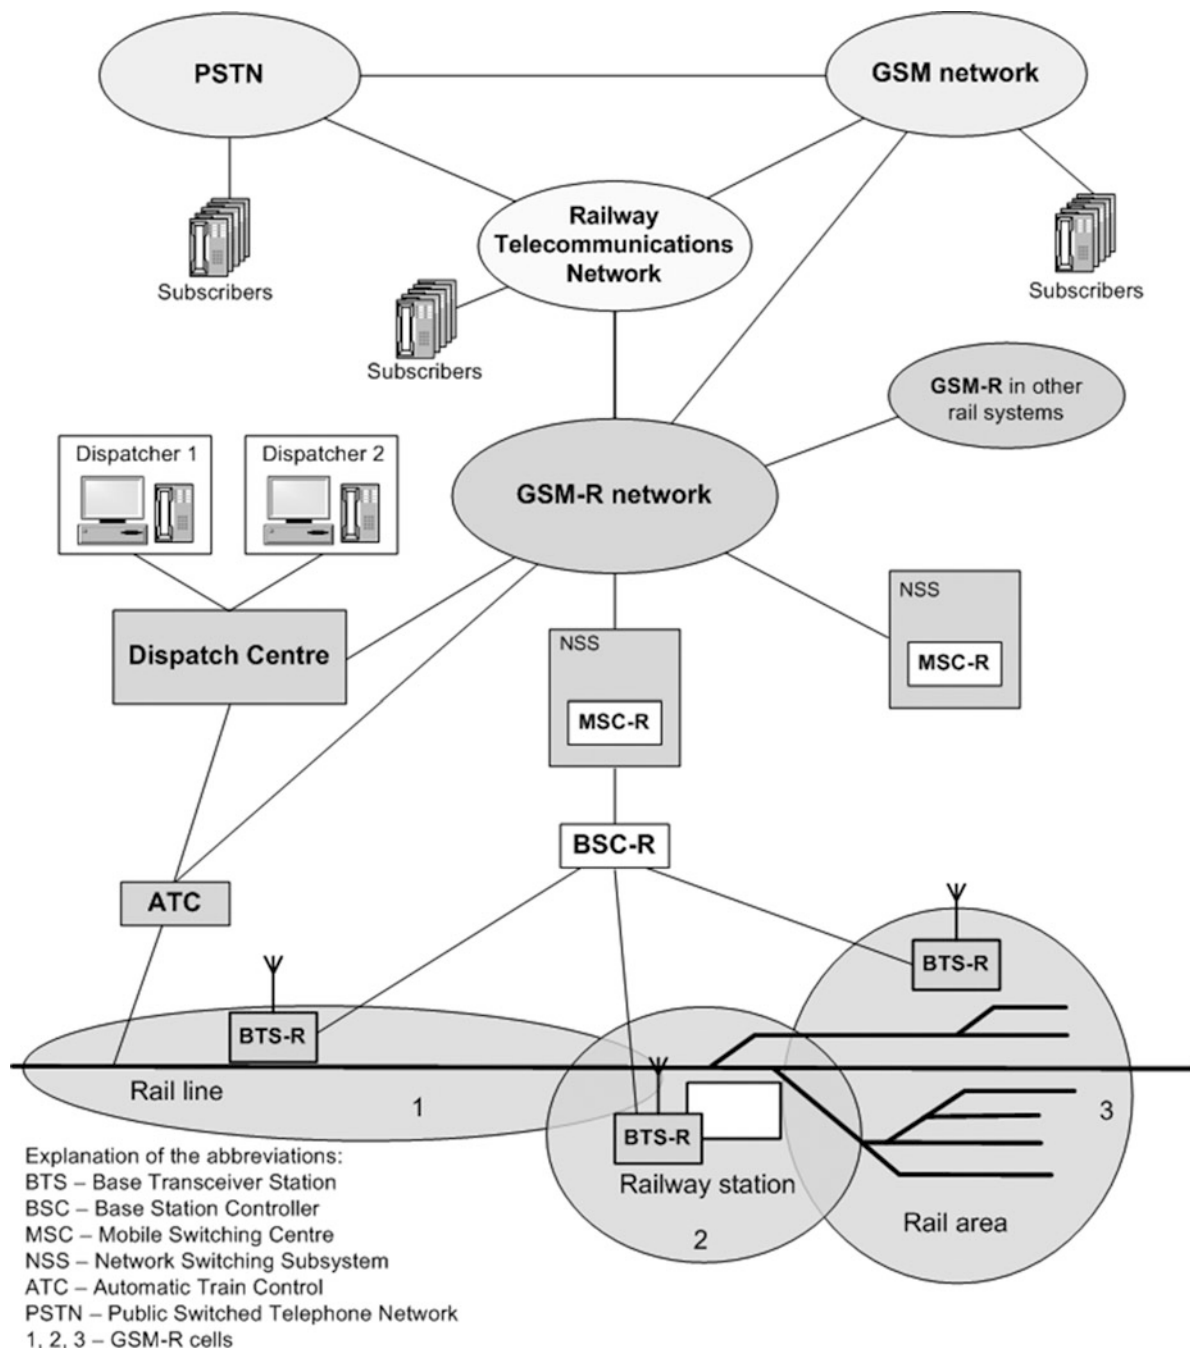 PSTN
GSM network
Subscribers
Railway
Telecommunications
Network
Subscribers
Subscribers
GSM-R in other
rail systems
Dispatcher 1
Dispatcher 2
GSM-R network
Dispatch Centre
NSS
MSC-R
NSS
MSC-R
BSC-R
ATC
BTS-R
BTS-R
BTS-R
Rail line
1
Railway station
2
3
Rail area
Explanation of the abbreviations:
BTS – Base Transceiver Station
BSC – Base Station Controller
MSC – Mobile Switching Centre
NSS – Network Switching Subsystem
ATC – Automatic Train Control
PSTN – Public Switched Telephone Network
1, 2, 3 – GSM-R cells